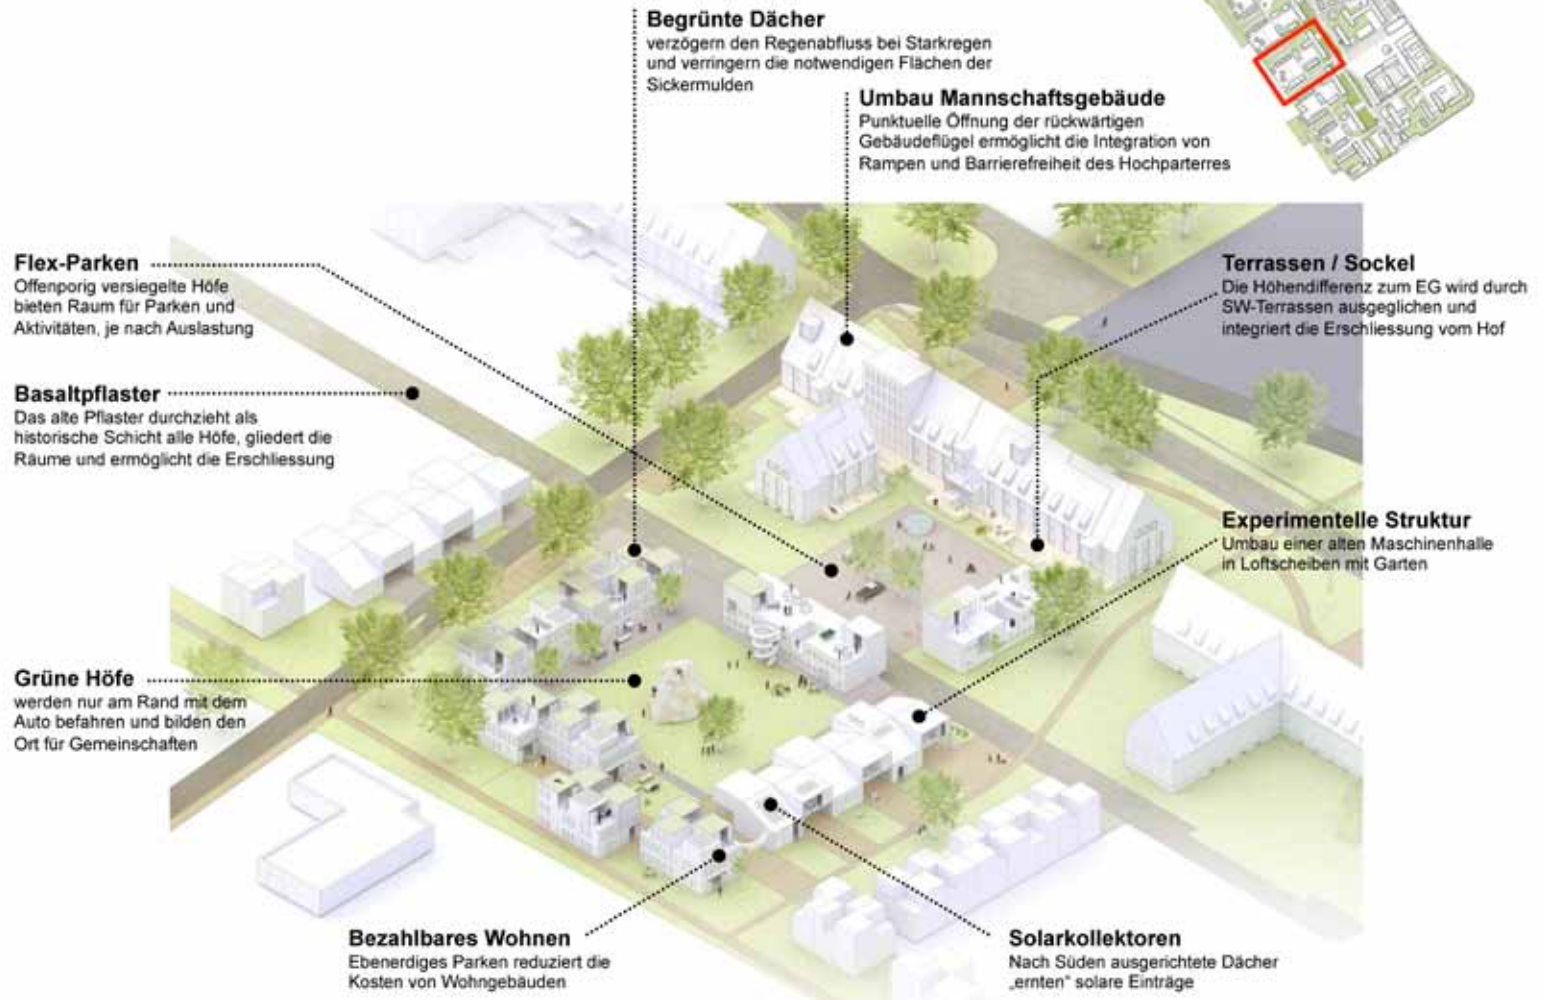 Begrünte Dächer
verzögern den Regenabfluss bei Starkregen
und verringern die notwendigen Flächen der
Sickermulden
Umbau Mannschaftsgebäude
Punktuelle Öffnung der rückwärtigen
Gebäudeflügel ermöglicht die Integration von
Rampen und Barrierefreiheit des Hochparterres
Flex-Parken
Offenporig versiegelte Höfe
bieten Raum für Parken und
Aktivitäten, je nach Auslastung
Terrassen / Sockel
Die Höhendifferenz zum EG wird durch
SW-Terrassen ausgeglichen und
integriert die Erschliessung vom Hof
Basaltpflaster
Das alte Pflaster durchzieht als
historische Schicht alle Höfe, gliedert die
Räume und ermöglicht die Erschliessung
Experimentelle Struktur
Umbau einer alten Maschinenhalle
in Loftscheiben mit Garten
Grüne Höfe
werden nur am Rand mit dem
Auto befahren und bilden den
Ort für Gemeinschaften
Bezahlbares Wohnen
Ebenerdiges Parken reduziert die
Kosten von Wohngebäuden
Solarkollektoren
Nach Süden ausgerichtete Dächer
„ernten“ solare Einträge